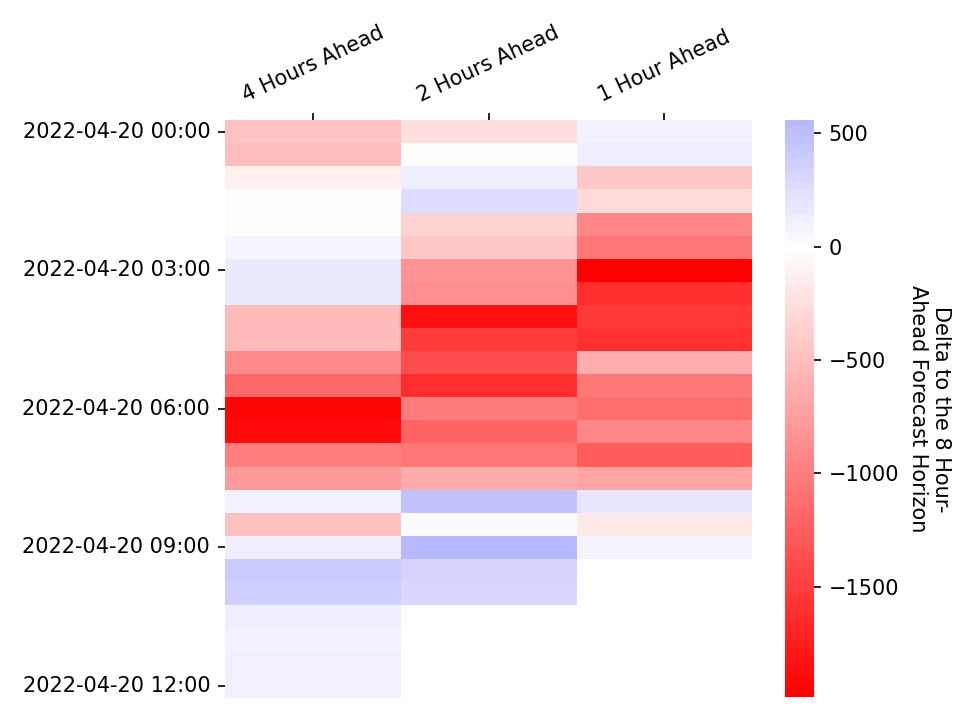 4 Hours Ahead
2 Hours Ahead
1 Hour Ahead
2022-04-20 00:00
2022-04-20 03:00
2022-04-20 06:00
2022-04-20 09:00
2022-04-20 12:00
500
0
−500
−1000
−1500
Delta to the 8 Hour-
Ahead Forecast Horizon